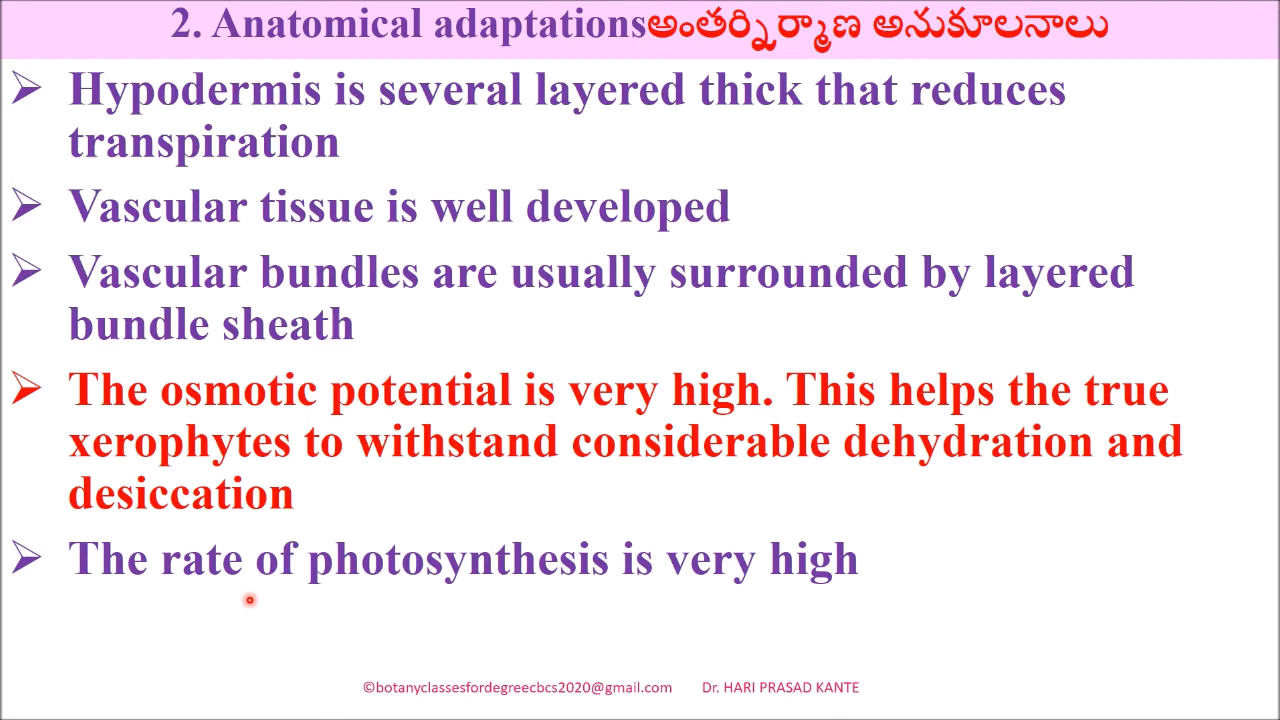 2. Anatomical adaptationsఅంతర్నిర్మాణ అనుకూలనాలు
➢ Hypodermis is several layered thick that reduces
transpiration
➢ Vascular tissue is well developed
➢ Vascular bundles are usually surrounded by layered
bundle sheath
➢ The osmotic potential is very high. This helps the true
xerophytes to withstand considerable dehydration and
desiccation
➢ The rate of photosynthesis is very high
©botanyclassesfordegreecbcs2020@gmail.com Dr. HARI PRASAD KANTE